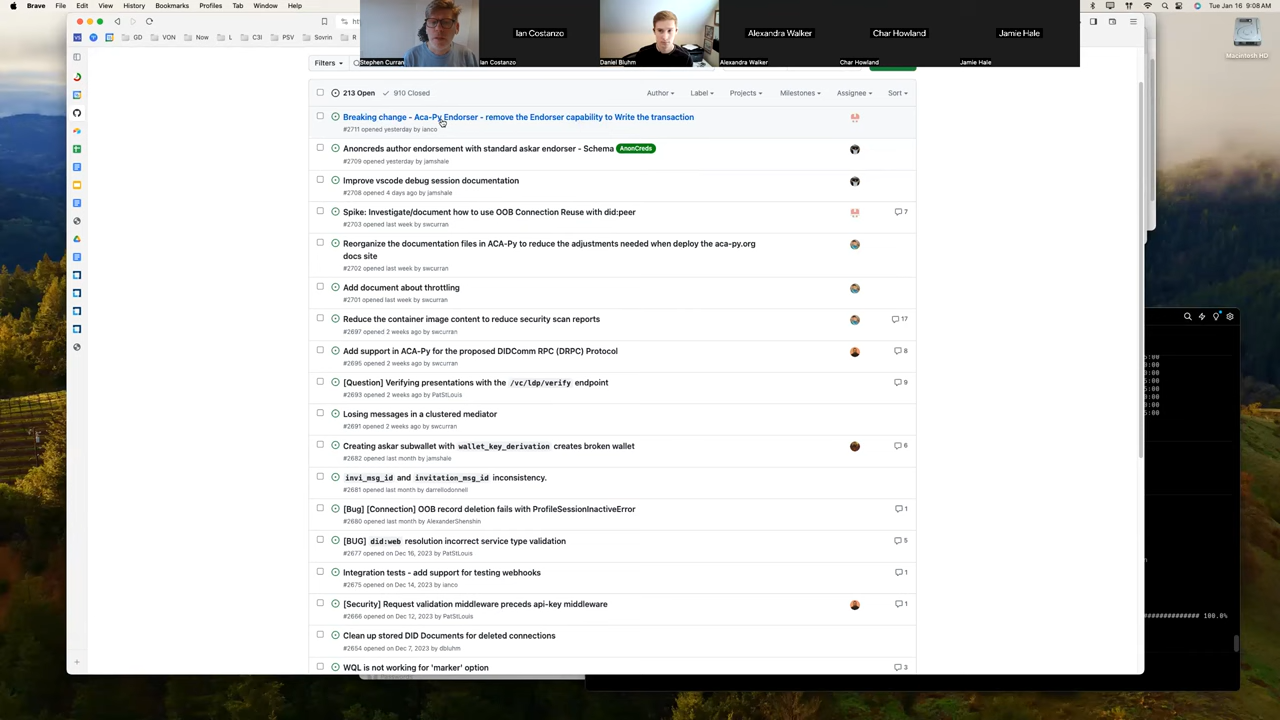 Brave File Edit View History Bookmarks Profiles Tab Window Help
Tue Jan 16 9:08 AM
GD VON Now L C3I PSV Sovrin R
Stephen Curran
Ian Costanzo
Ian Costanzo
Daniel Bluhm
Alexandra Walker
Alexandra Walker
Char Howland
Char Howland
Jamie Hale
Jamie Hale
Macintosh HD
Filters
213 Open 910 Closed Author Label Projects Milestones Assignee Sort
Breaking change - Aca-Py Endorser - remove the Endorser capability to Write the transaction
#2711 opened yesterday by ianco
Anoncreds author endorsement with standard askar endorser - Schema AnonCreds
#2709 opened yesterday by jamshale
Improve vscode debug session documentation
#2708 opened 4 days ago by jamshale
Spike: Investigate/document how to use OOB Connection Reuse with did:peer 7
#2703 opened last week by swcurran
Reorganize the documentation files in ACA-Py to reduce the adjustments needed when deploy the aca-py.org
docs site
#2702 opened last week by swcurran
Add document about throttling
#2701 opened last week by swcurran
Reduce the container image content to reduce security scan reports 17
#2697 opened 2 weeks ago by swcurran
Add support in ACA-Py for the proposed DIDComm RPC (DRPC) Protocol 8
#2695 opened 2 weeks ago by swcurran
[Question] Verifying presentations with the /vc/ldp/verify endpoint 9
#2693 opened 2 weeks ago by PatStLouis
Losing messages in a clustered mediator
#2691 opened 2 weeks ago by swcurran
Creating askar subwallet with wallet_key_derivation creates broken wallet 6
#2682 opened last month by jamshale
invi_msg_id and invitation_msg_id inconsistency.
#2681 opened last month by darrellodonnell
[Bug] [Connection] OOB record deletion fails with ProfileSessionInactiveError 1
#2680 opened last month by AlexanderShenshin
[BUG] did:web resolution incorrect service type validation 5
#2677 opened on Dec 16, 2023 by PatStLouis
Integration tests - add support for testing webhooks 1
#2675 opened on Dec 14, 2023 by ianco
[Security] Request validation middleware preceds api-key middleware 1
#2666 opened on Dec 12, 2023 by PatStLouis
Clean up stored DID Documents for deleted connections
#2654 opened on Dec 7, 2023 by dbluhm
WQL is not working for 'marker' option 3
############## 100.0%